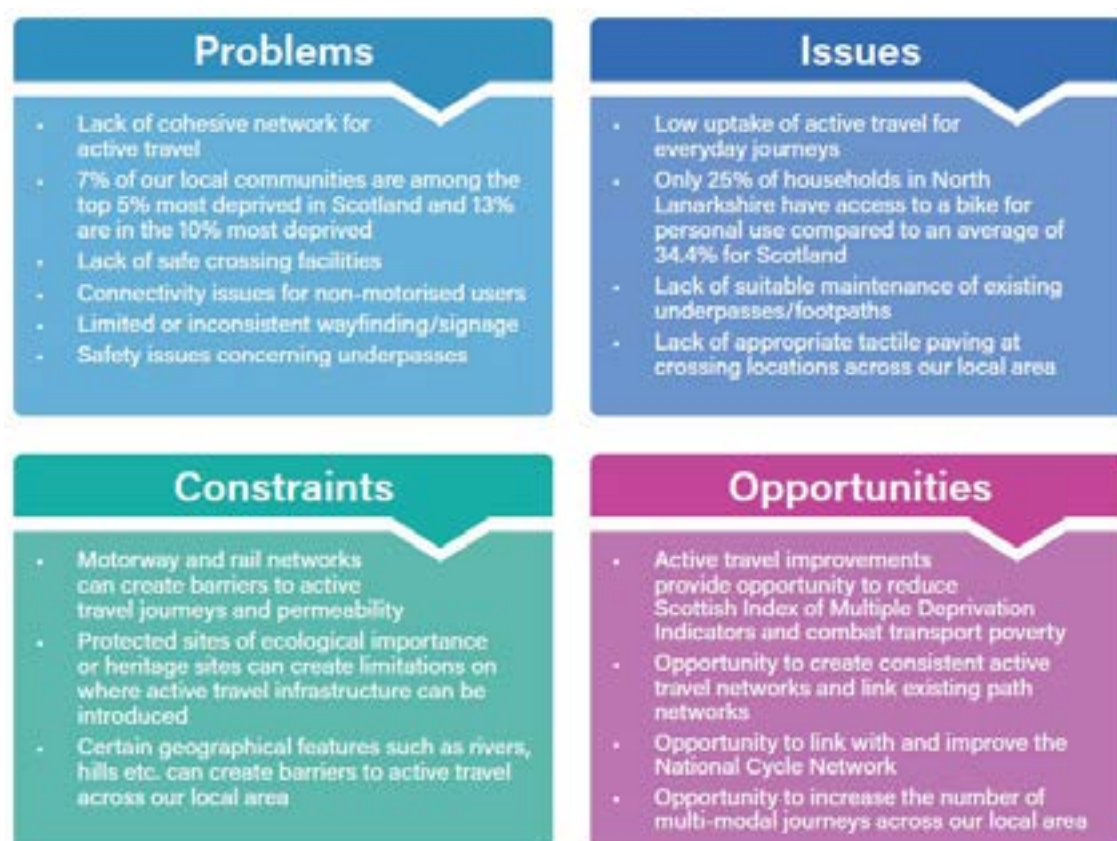 Problems
• Lack of cohesive network for
active travel
• 7% of our local communities are among the
top 5% most deprived in Scotland and 13%
are in the 10% most deprived
• Lack of safe crossing facilities
• Connectivity issues for non-motorised users
• Limited or inconsistent wayfinding/signage
• Safety issues concerning underpasses
Issues
• Low uptake of active travel for
everyday journeys
• Only 25% of households in North
Lanarkshire have access to a bike for
personal use compared to an average of
34.4% for Scotland
• Lack of suitable maintenance of existing
underpasses/footpaths
• Lack of appropriate tactile paving at
crossing locations across our local area
Constraints
• Motorway and rail networks
can create barriers to active
travel journeys and permeability
• Protected sites of ecological importance
or heritage sites can create limitations on
where active travel infrastructure can be
introduced
• Certain geographical features such as rivers,
hills etc. can create barriers to active travel
across our local area
Opportunities
• Active travel improvements
provide opportunity to reduce
Scottish Index of Multiple Deprivation
Indicators and combat transport poverty
• Opportunity to create consistent active
travel networks and link existing path
networks
• Opportunity to link with and improve the
National Cycle Network
• Opportunity to increase the number of
multi-modal journeys across our local area